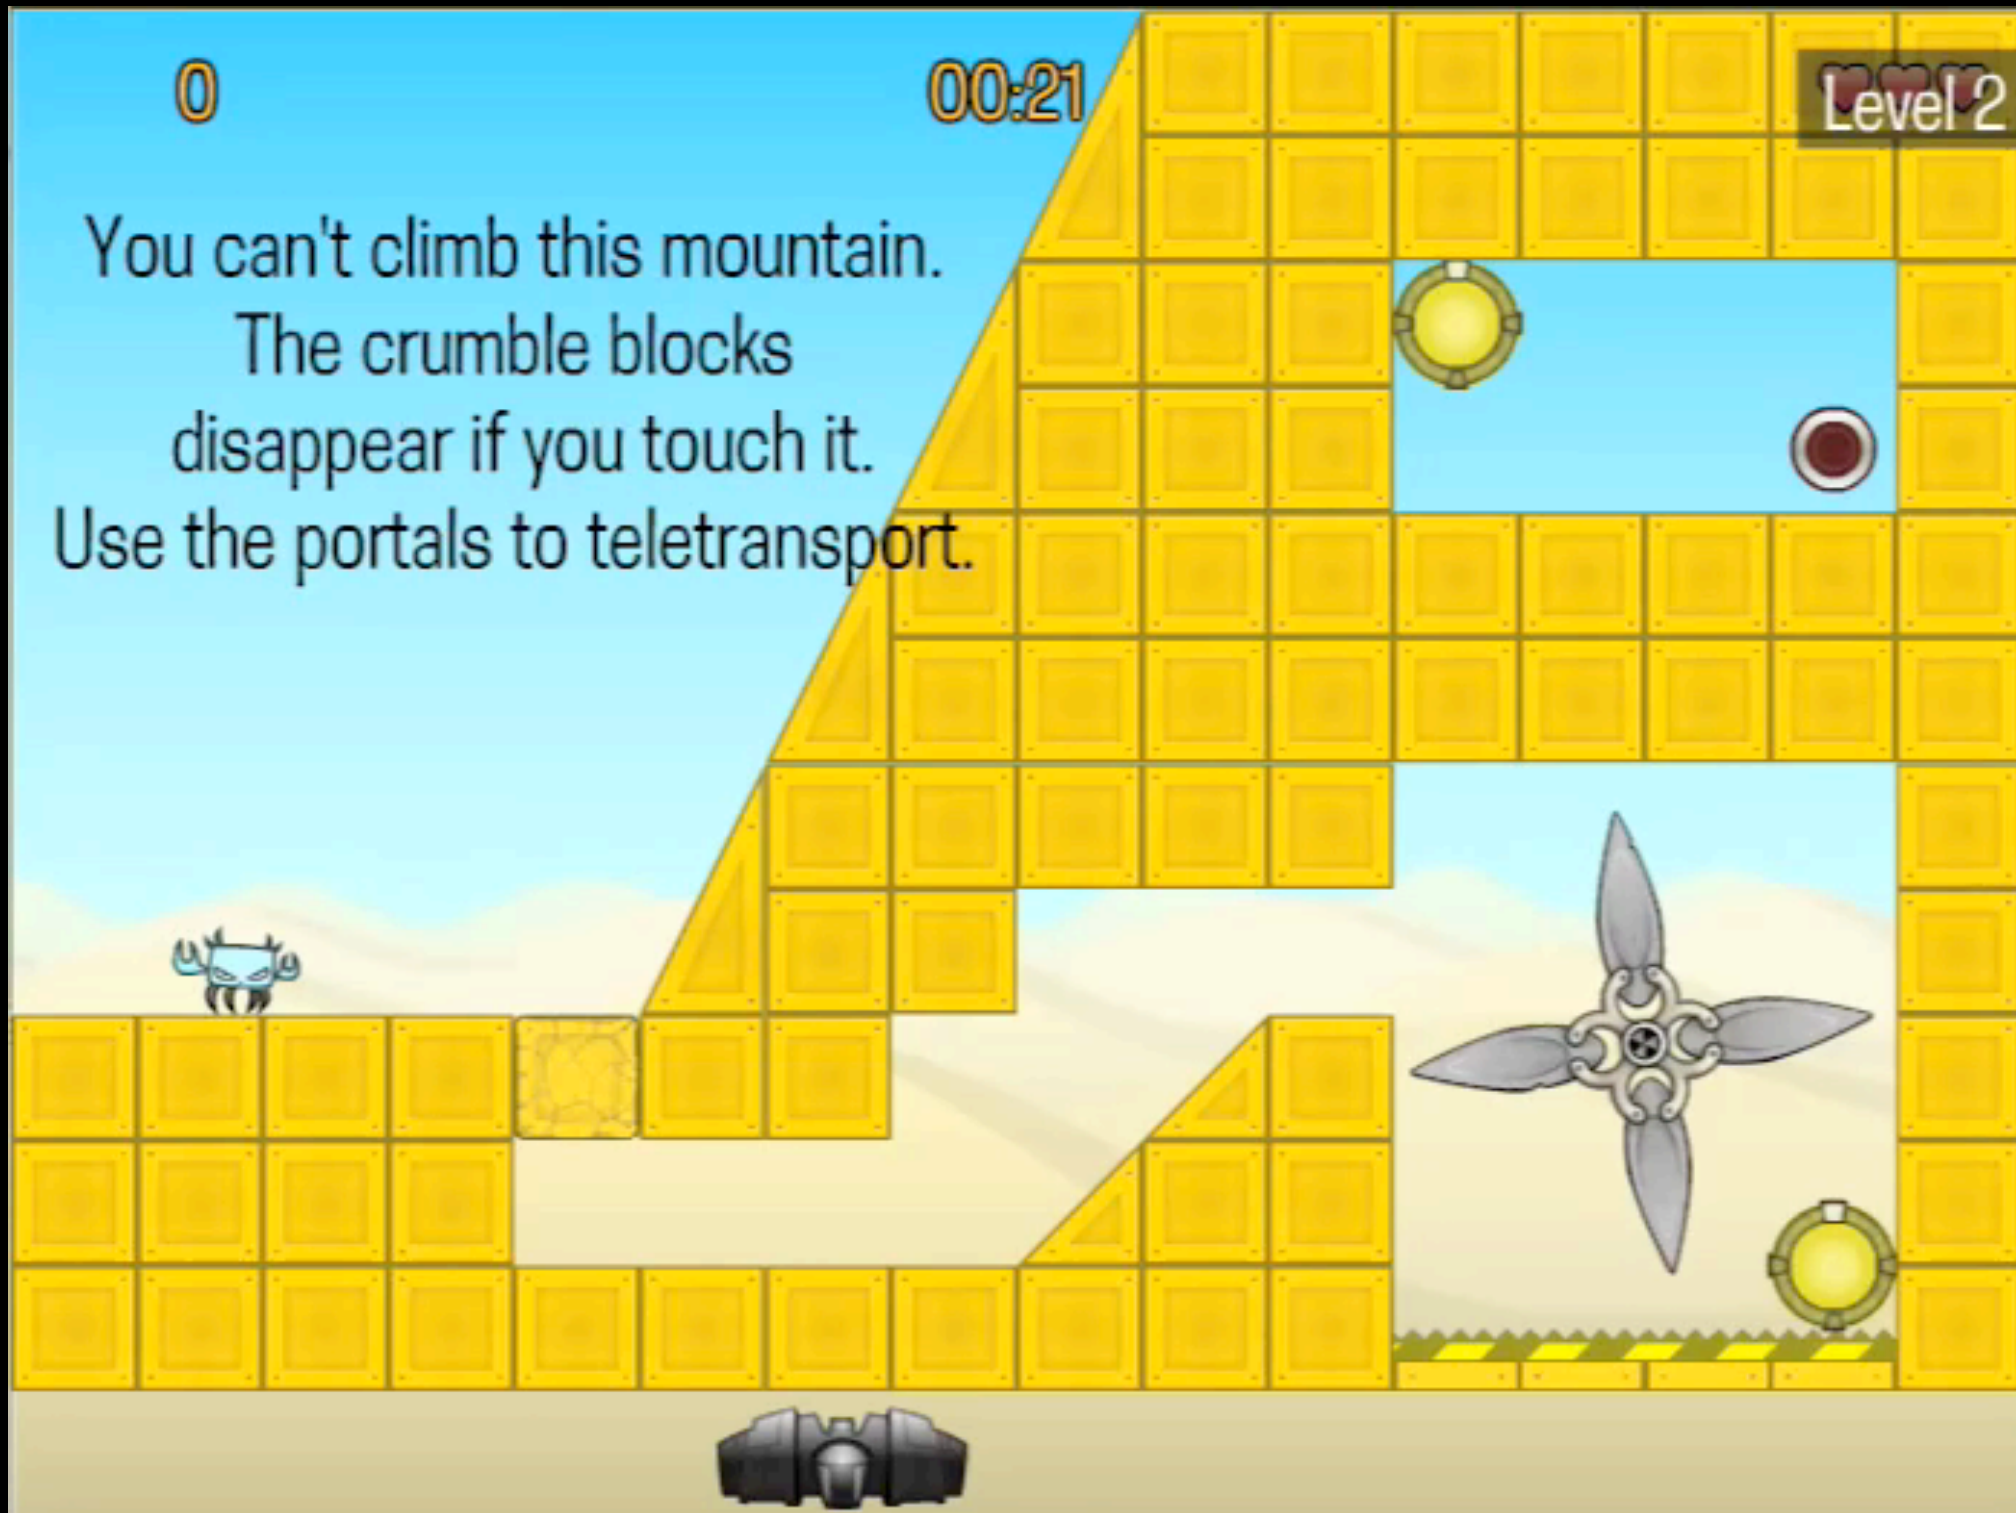 0
00:21
Level 2
You can't climb this mountain.
The crumble blocks
disappear if you touch it.
Use the portals to teletransport.